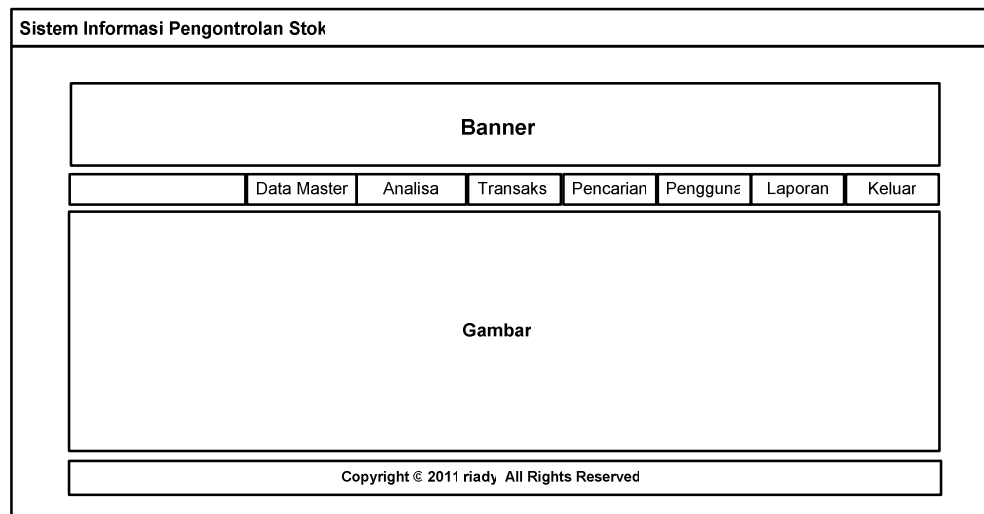 Sistem Informasi Pengontrolan Stok
Banner
Data Master Analisa Transaks Pencarian Pengguna Laporan Keluar
Gambar
Copyright © 2011 riady All Rights Reserved